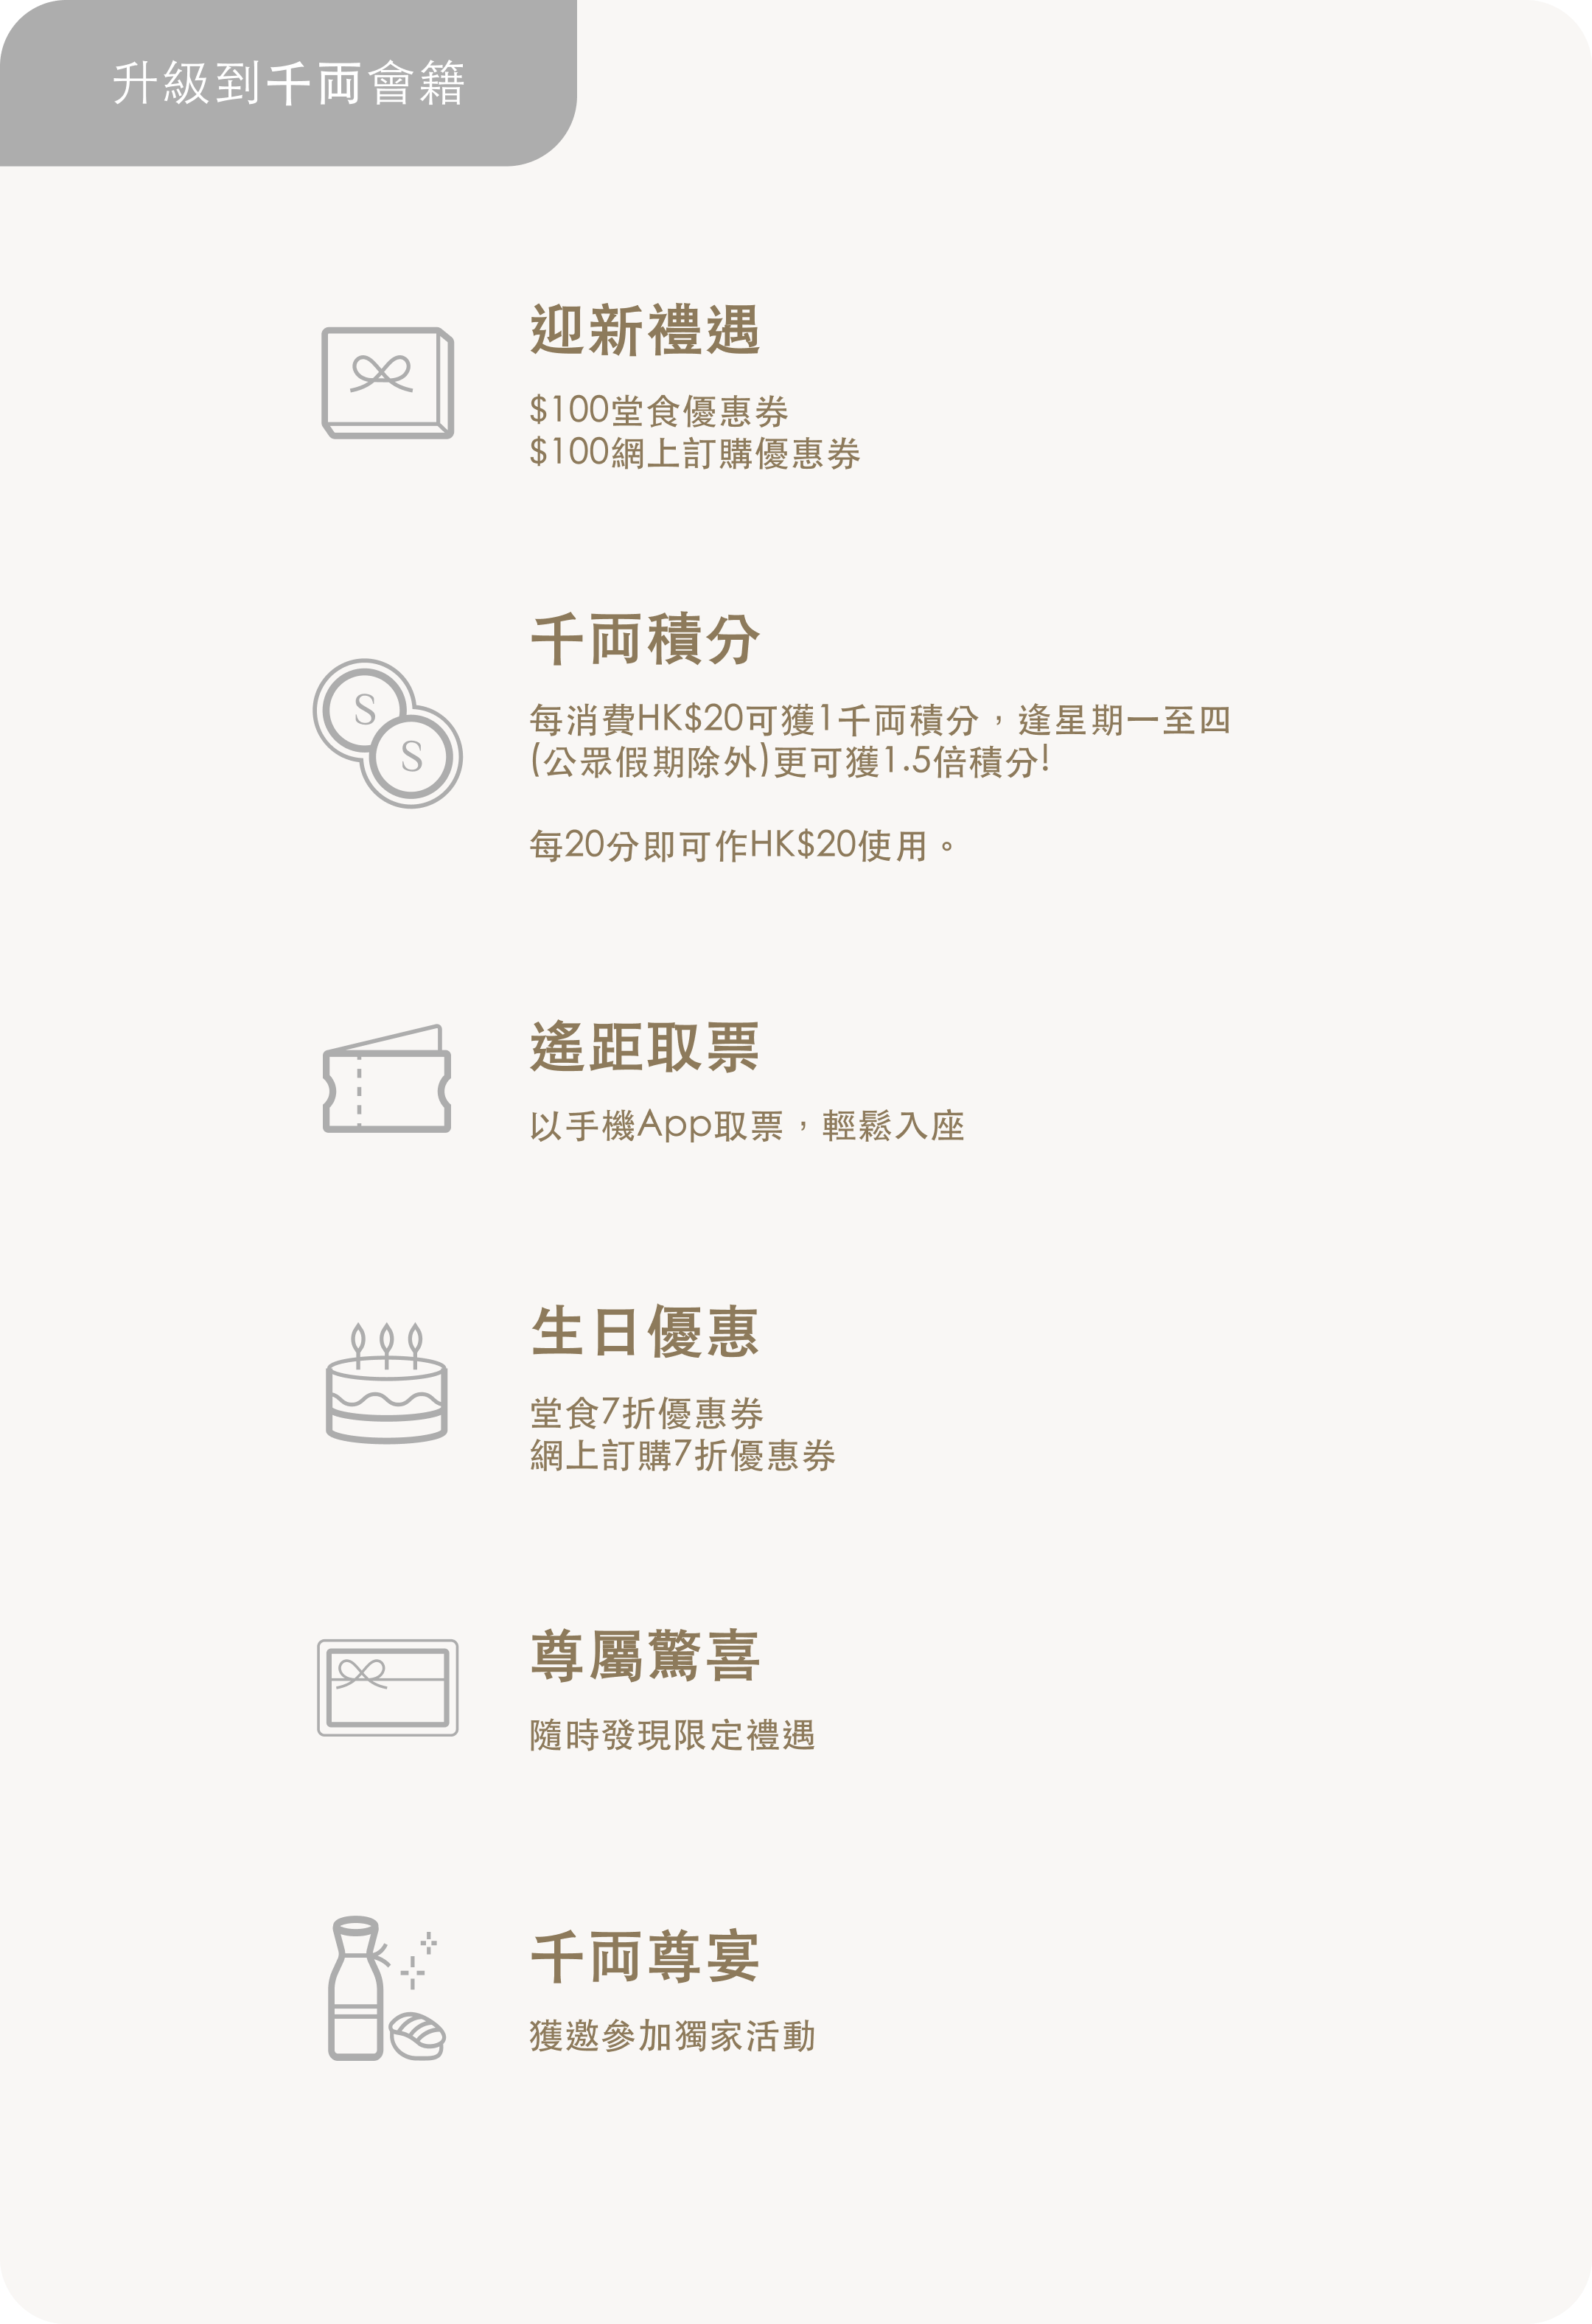 升級到千両會籍
迎新禮遇
$100堂食優惠券
$100網上訂購優惠券
千両積分
每消費HK$20可獲1千両積分，逢星期一至四
(公眾假期除外)更可獲1.5倍積分!
每20分即可作HK$20使用。
S
S
遙距取票
以手機App取票，輕鬆入座
生日優惠
堂食7折優惠券
網上訂購7折優惠券
尊屬驚喜
隨時發現限定禮遇
千両尊宴
獲邀參加獨家活動